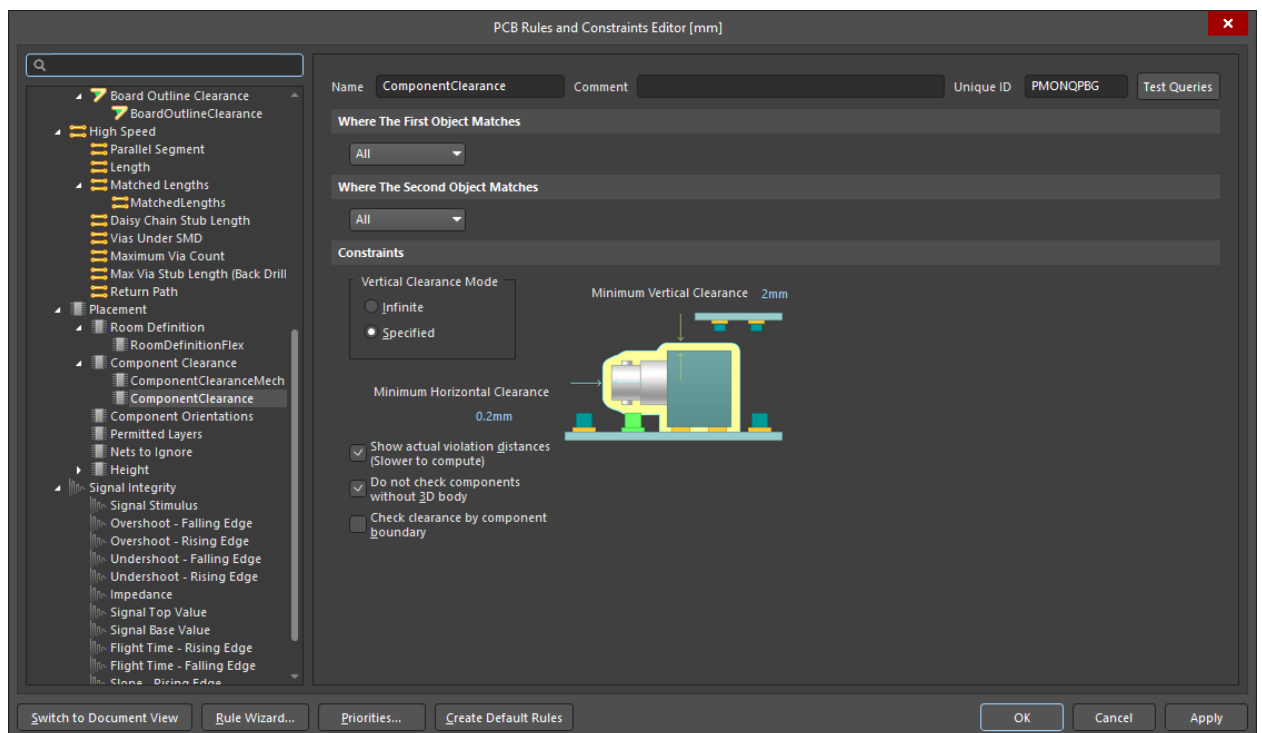 PCB Rules and Constraints Editor [mm]
Board Outline Clearance
BoardOutlineClearance
High Speed
Parallel Segment
Length
Matched Lengths
MatchedLengths
Daisy Chain Stub Length
Vias Under SMD
Maximum Via Count
Max Via Stub Length (Back Drill
Return Path
Placement
Room Definition
RoomDefinitionFlex
Component Clearance
ComponentClearanceMech
ComponentClearance
Component Orientations
Permitted Layers
Nets to Ignore
Height
Signal Integrity
Signal Stimulus
Overshoot - Falling Edge
Overshoot - Rising Edge
Undershoot - Falling Edge
Undershoot - Rising Edge
Impedance
Signal Top Value
Signal Base Value
Flight Time - Rising Edge
Flight Time - Falling Edge
Slope - Rising Edge
Name ComponentClearance Comment Unique ID PMONQPBG Test Queries
Where The First Object Matches
All
Where The Second Object Matches
All
Constraints
Vertical Clearance Mode
Infinite
Specified
Minimum Vertical Clearance 2mm
Minimum Horizontal Clearance
0.2mm
Show actual violation distances
(Slower to compute)
Do not check components
without 3D body
Check clearance by component
boundary
Switch to Document View Rule Wizard... Priorities... Create Default Rules OK Cancel Apply